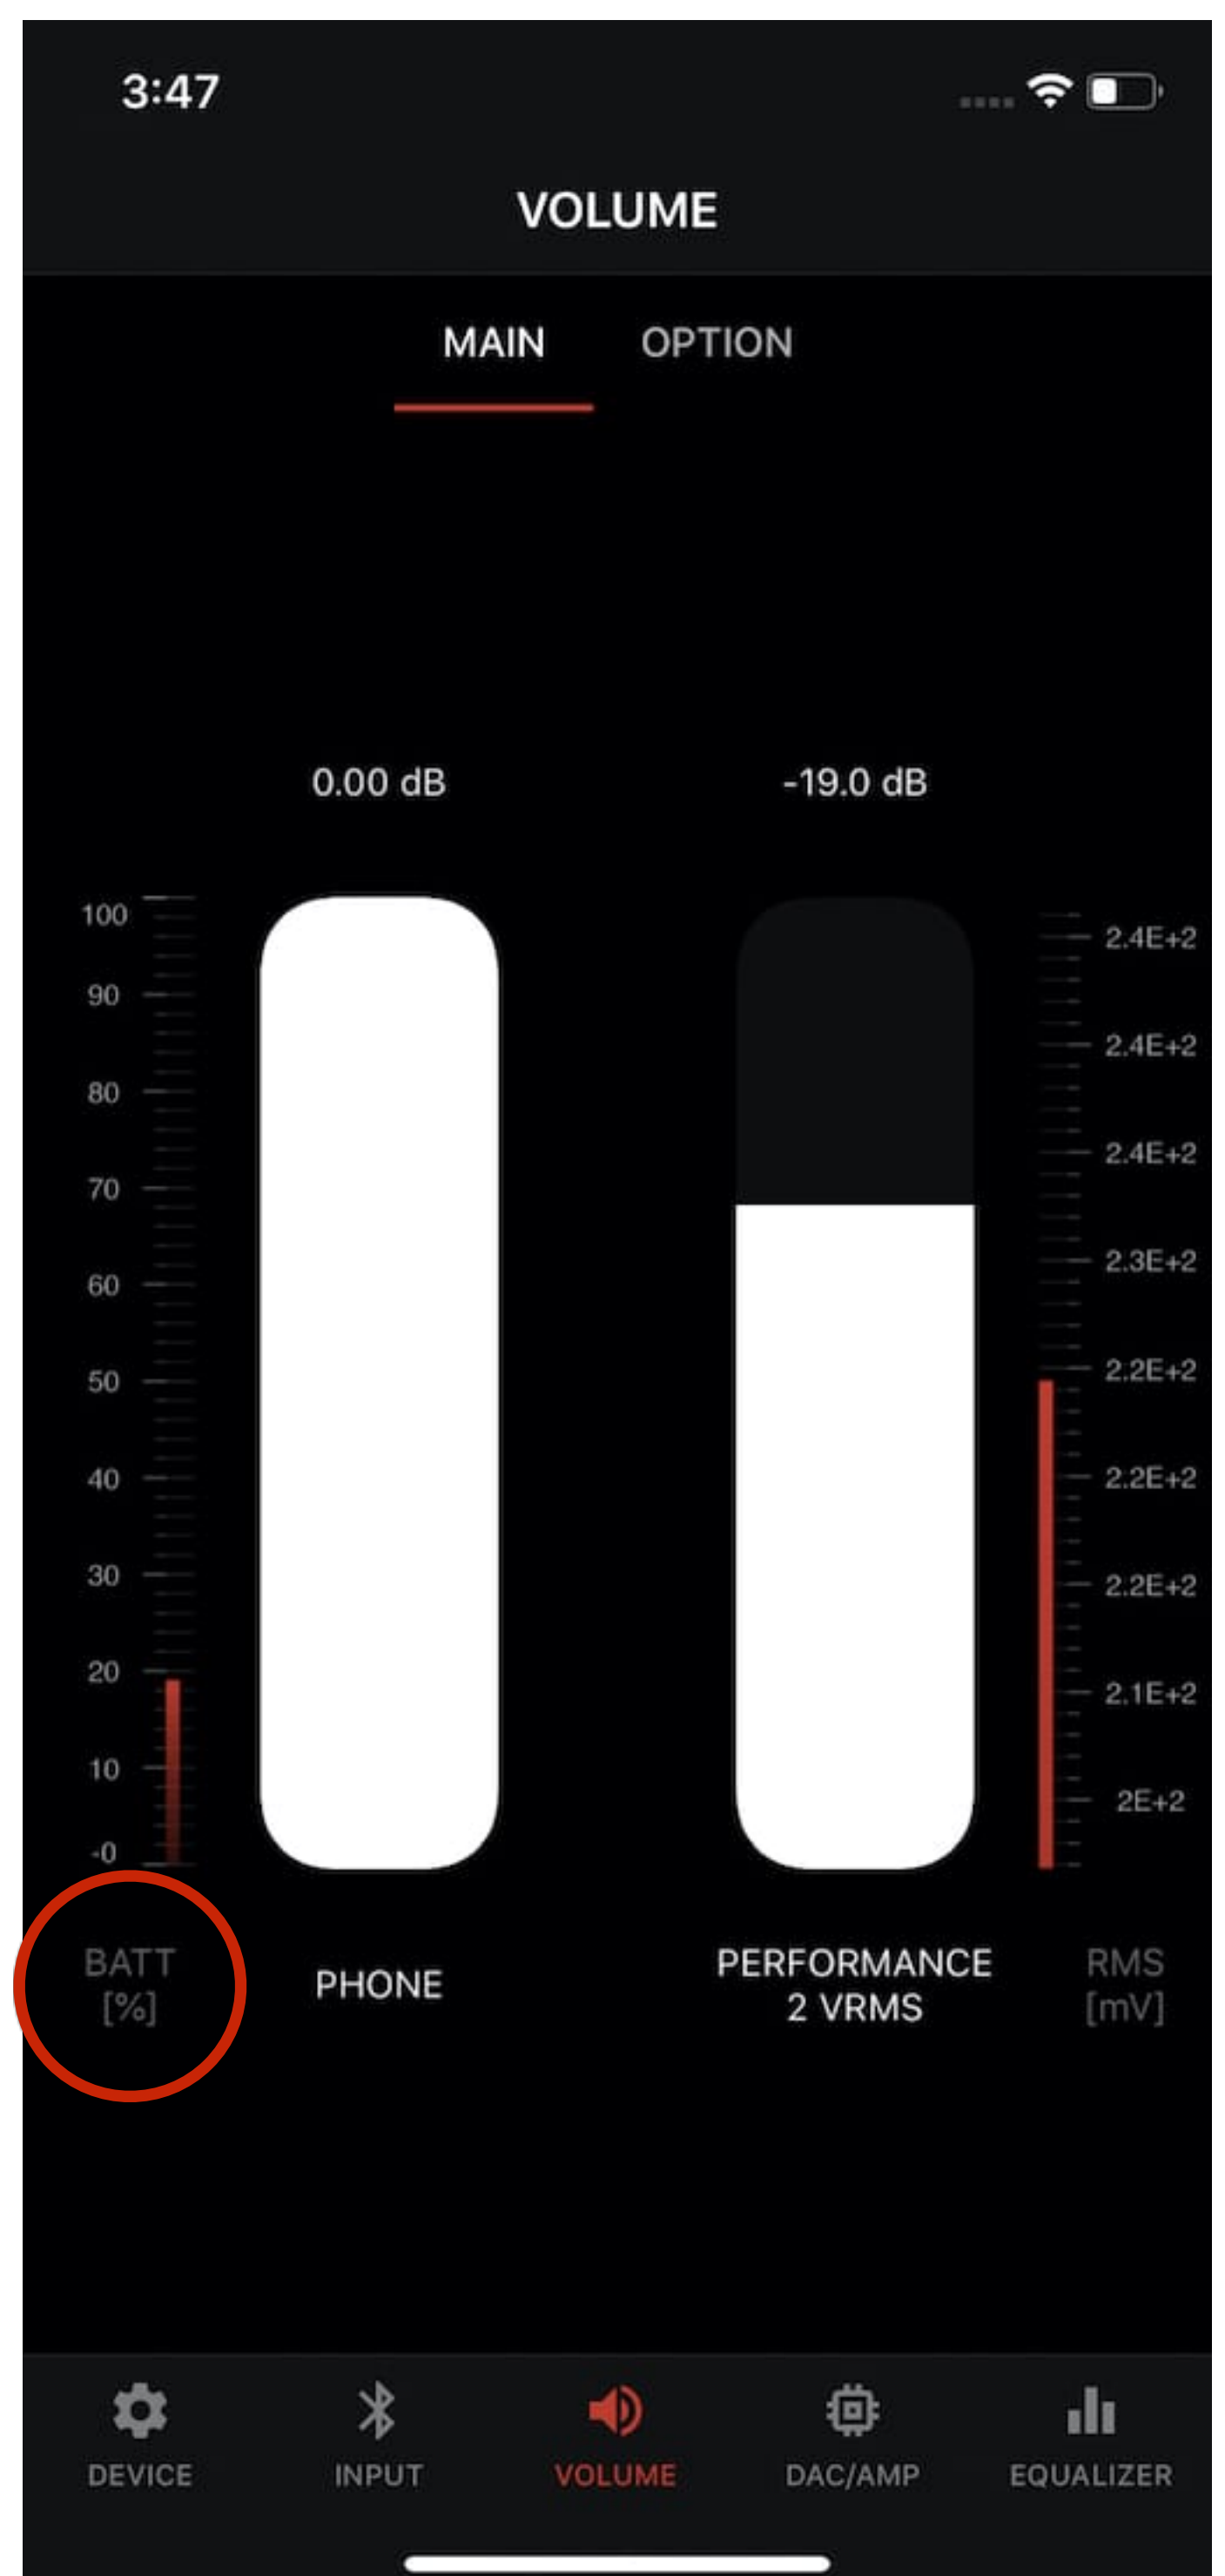 3:47
VOLUME
MAIN OPTION
0.00 dB -19.0 dB
100
90
80
70
60
50
40
30
20
10
-0
2.4E+2
2.4E+2
2.4E+2
2.3E+2
2.2E+2
2.2E+2
2.2E+2
2.1E+2
2E+2
BATT
[%]
PHONE
PERFORMANCE
2 VRMS
RMS
[mV]
DEVICE INPUT VOLUME DAC/AMP EQUALIZER